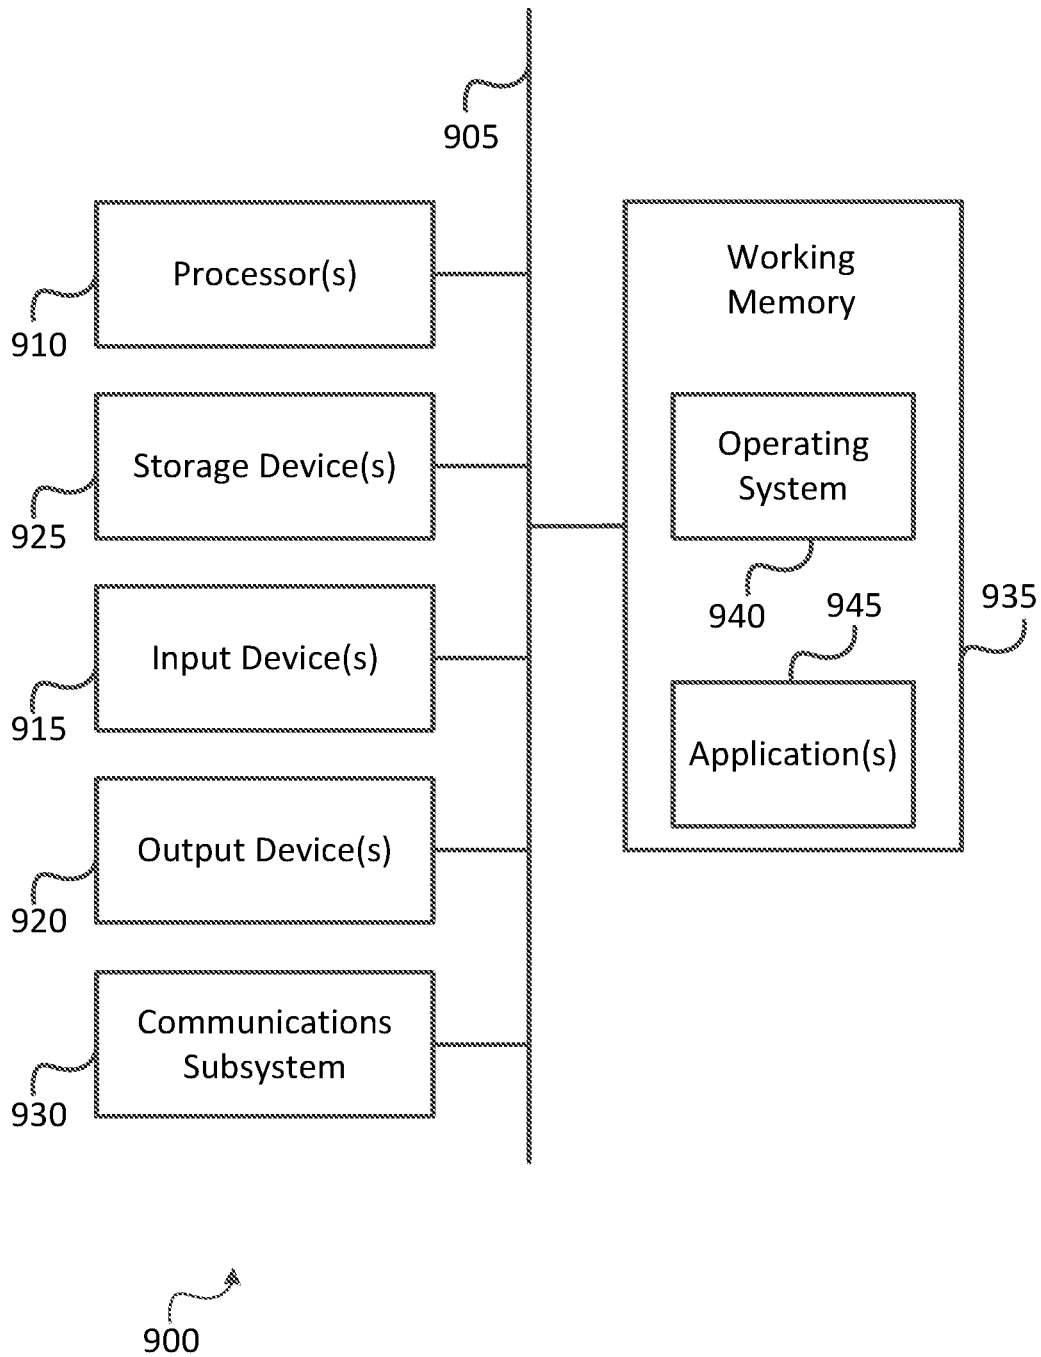 905
Processor(s)
910
Storage Device(s)
925
Input Device(s)
915
Output Device(s)
920
Communications
Subsystem
930
Working
Memory
Operating
System
940
945
935
Application(s)
900